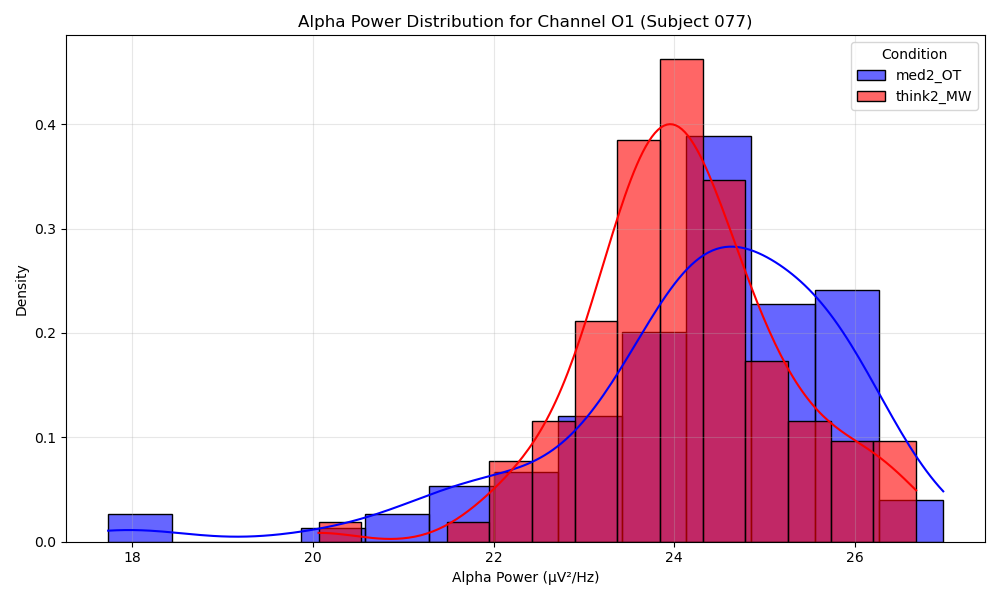 Alpha Power Distribution for Channel O1 (Subject 077)
Condition
med2_OT
think2_MW
Density
0.4
0.3
0.2
0.1
0.0
18 20 22 24 26
Alpha Power (µV²/Hz)